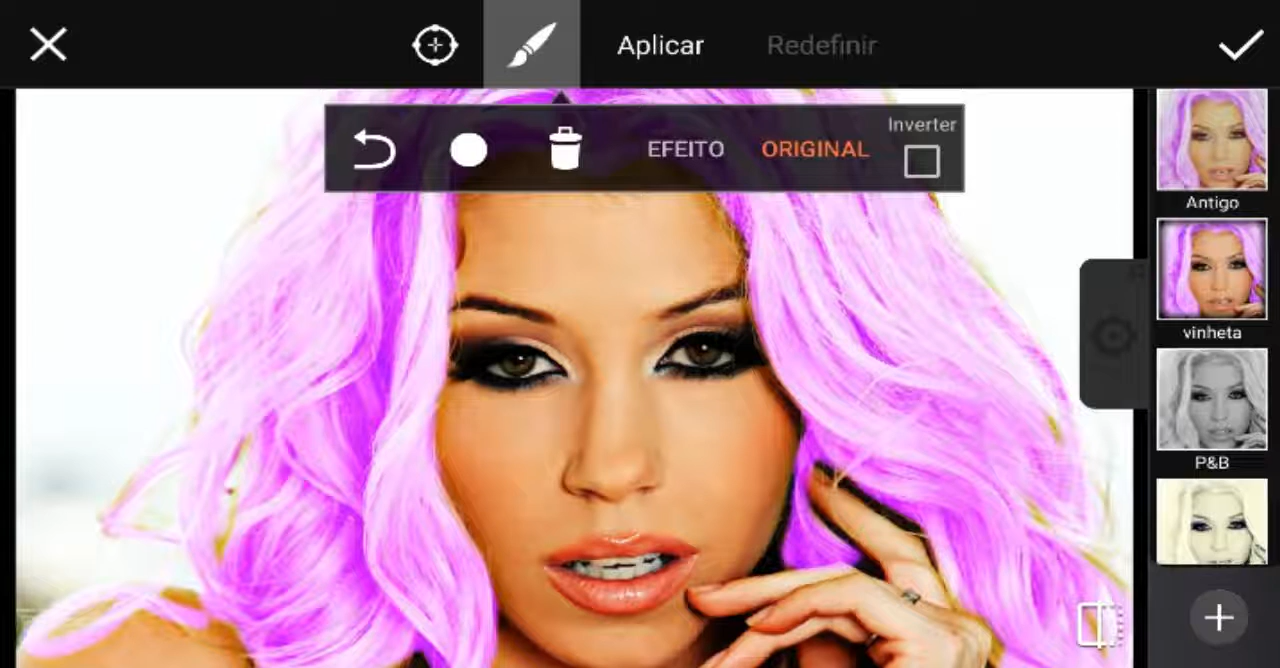 Aplicar
Redefinir
Inverter
EFEITO
ORIGINAL
Antigo
vinheta
P&B